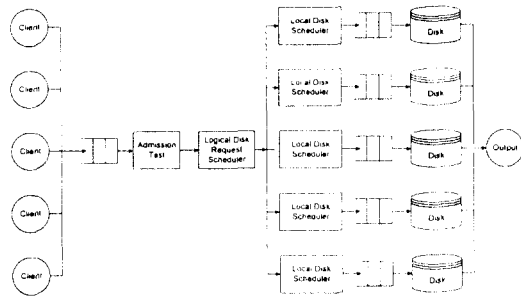 Client
Client
Client
Client
Client
Admission
Test
Logical Disk
Request
Scheduler
Local Disk
Scheduler
Disk
Local Disk
Scheduler
Disk
Local Disk
Scheduler
Disk
Local Disk
Scheduler
Disk
Local Disk
Scheduler
Disk
Output